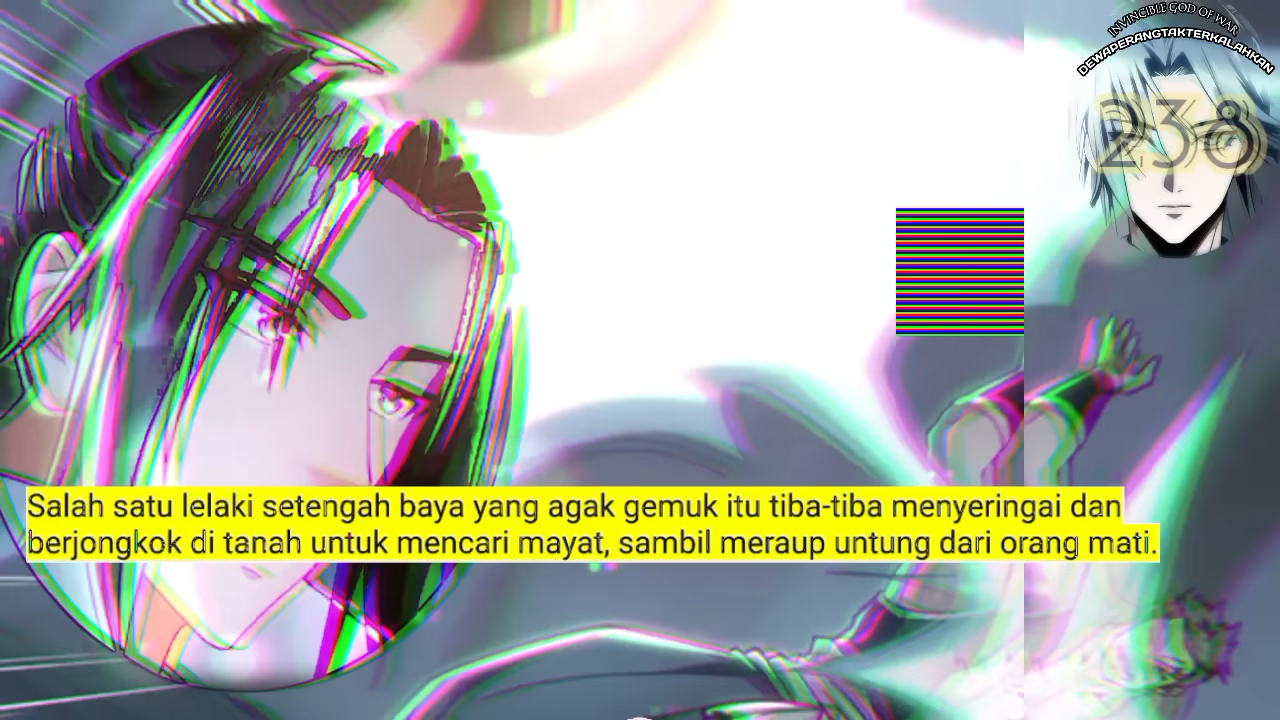 INVINCIBLE GOD OF WAR
DEWAPERANGTAKTERKALAHKAN
238
Salah satu lelaki setengah baya yang agak gemuk itu tiba-tiba menyeringai dan
berjongkok di tanah untuk mencari mayat, sambil meraup untung dari orang mati.